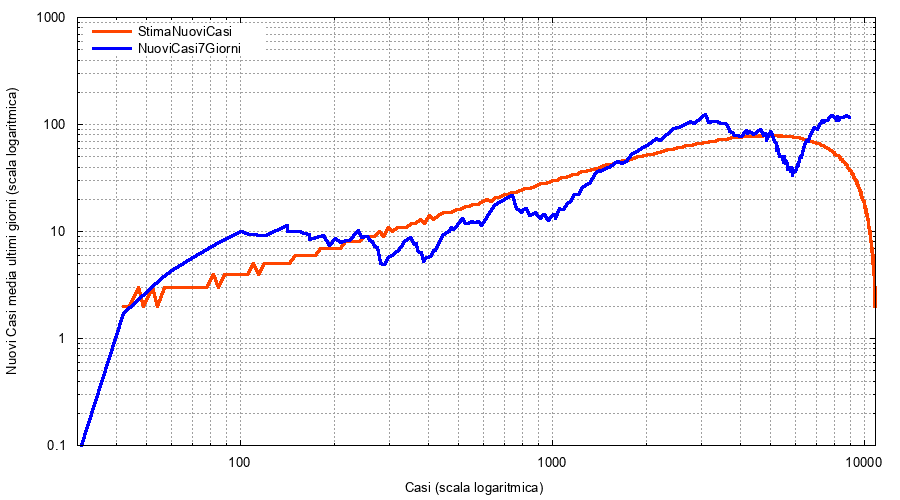 1000
StimaNuoviCasi
NuoviCasi7Giorni
100
10
1
0.1
Nuovi Casi media ultimi giorni (scala logaritmica)
100
1000
10000
Casi (scala logaritmica)